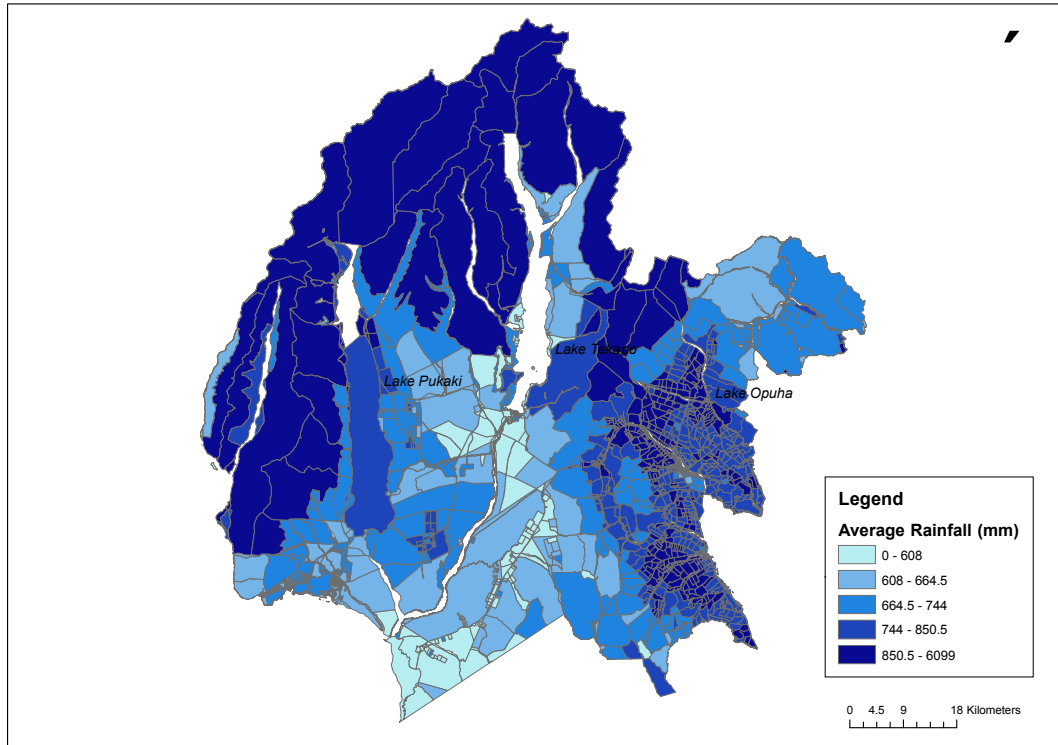 Lake Tekapo
Lake Pukaki
Lake Opuha
Legend
Average Rainfall (mm)
0 - 608
608 - 664.5
664.5 - 744
744 - 850.5
850.5 - 6099
0 4.5 9 18 Kilometers